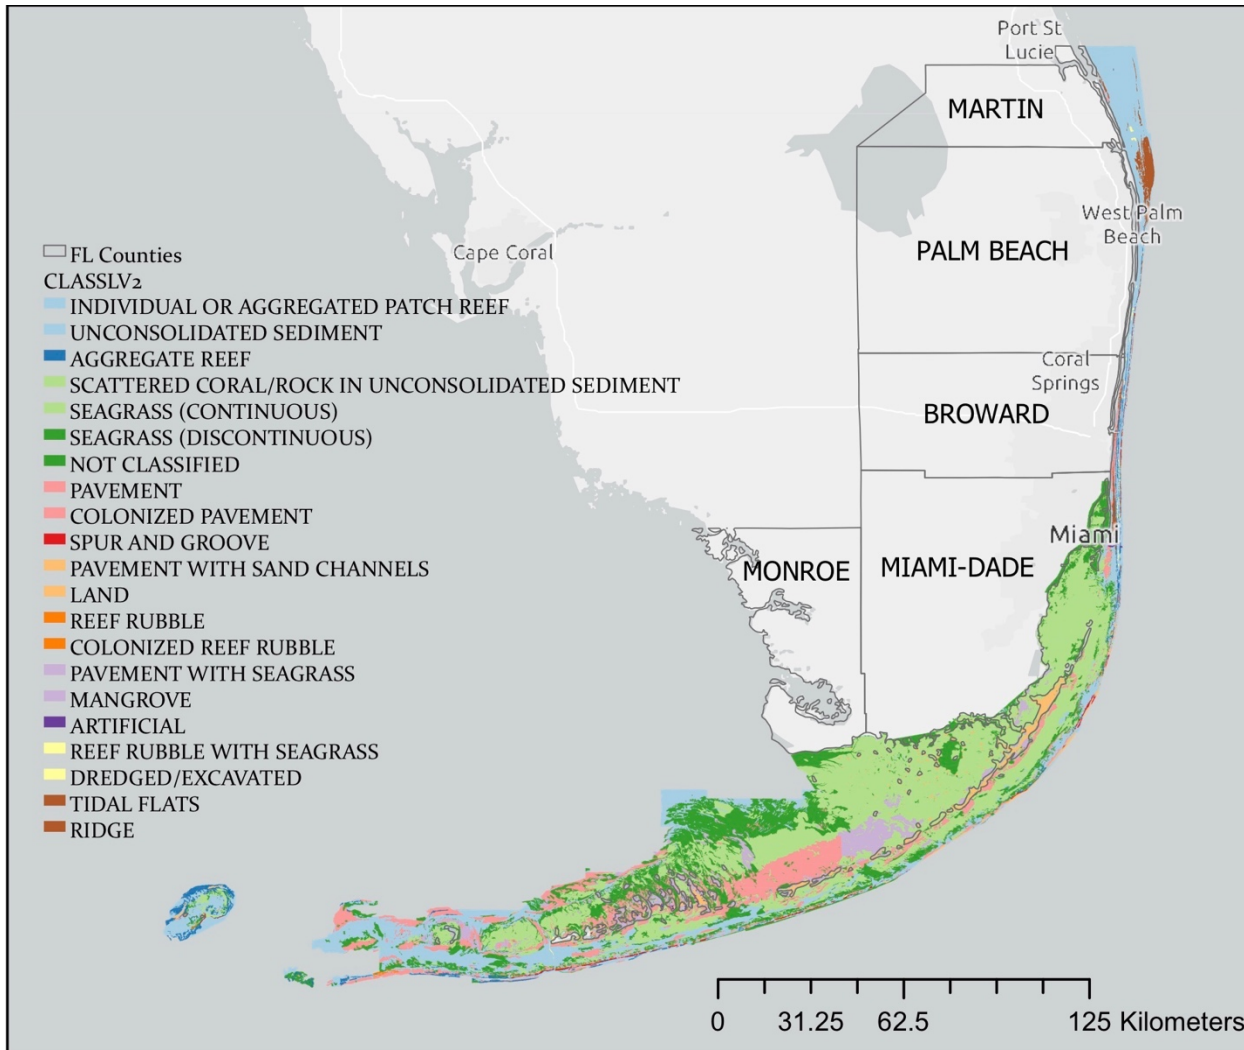 Port St
Lucie
MARTIN
West Palm
Beach
PALM BEACH
Cape Coral
FL Counties
CLASSLV2
INDIVIDUAL OR AGGREGATED PATCH REEF
UNCONSOLIDATED SEDIMENT
AGGREGATE REEF
SCATTERED CORAL/ROCK IN UNCONSOLIDATED SEDIMENT
SEAGRASS (CONTINUOUS)
SEAGRASS (DISCONTINUOUS)
NOT CLASSIFIED
PAVEMENT
COLONIZED PAVEMENT
SPUR AND GROOVE
PAVEMENT WITH SAND CHANNELS
LAND
REEF RUBBLE
COLONIZED REEF RUBBLE
PAVEMENT WITH SEAGRASS
MANGROVE
ARTIFICIAL
REEF RUBBLE WITH SEAGRASS
DREDGED/EXCAVATED
TIDAL FLATS
RIDGE
Coral
Springs
BROWARD
Miami
MONROE
MIAMI-DADE
0 31.25 62.5 125 Kilometers